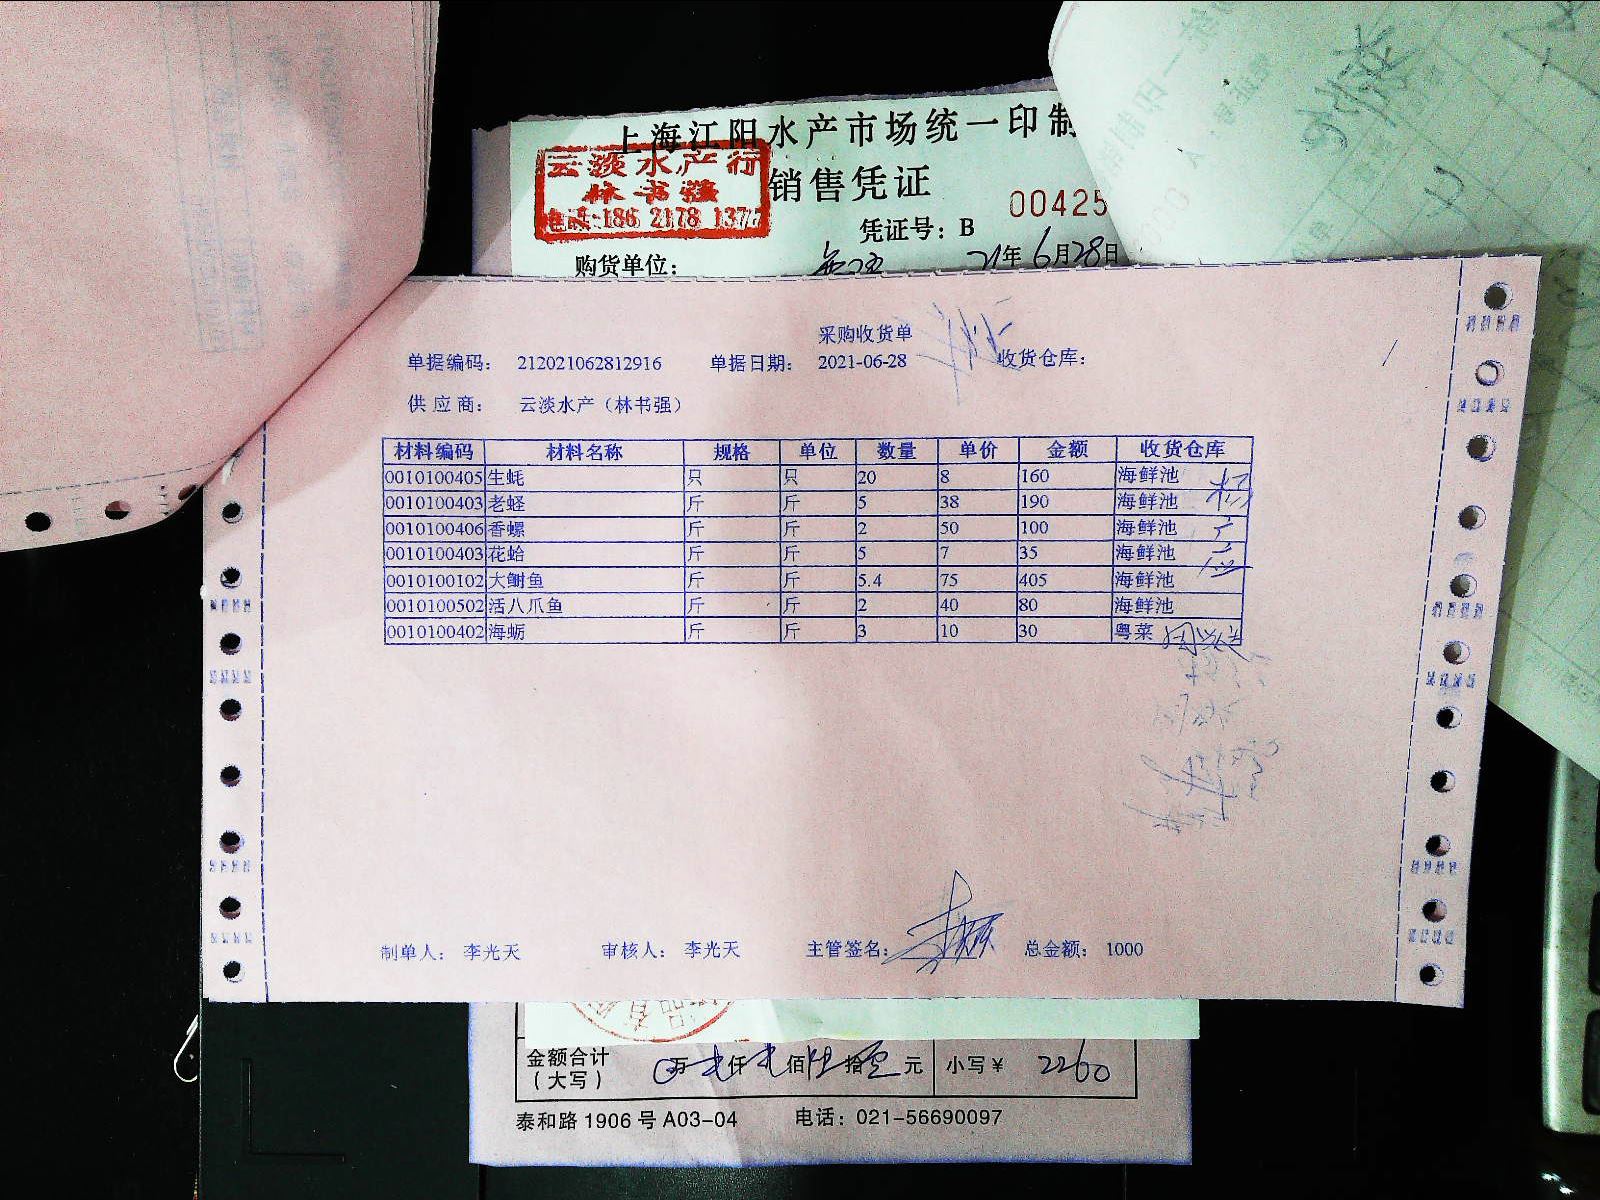 上海江阳水产市场统一印制
云淡水产行
林书强
电话:186 2178 1377
销售凭证
凭证号：B 00425
购货单位： 21年6月28日
采购收货单
单据编码： 212021062812916 单据日期： 2021-06-28 收货仓库：
供应商： 云淡水产（林书强）
材料编码 材料名称 规格 单位 数量 单价 金额 收货仓库
0010100405 生蚝 只 只 20 8 160 海鲜池
0010100403 老蛏 斤 斤 5 38 190 海鲜池
0010100406 香螺 斤 斤 2 50 100 海鲜池
0010100403 花蛤 斤 斤 5 7 35 海鲜池
0010100102 大鲋鱼 斤 斤 5.4 75 405 海鲜池
0010100502 活八爪鱼 斤 斤 2 40 80 海鲜池
0010100402 海蛎 斤 斤 3 10 30 粤菜
制单人： 李光天 审核人： 李光天 主管签名： 总金额： 1000
金额合计（大写） 万 仟 佰 拾 元 小写¥ 2260
泰和路1906号A03-04 电话：021-56690097